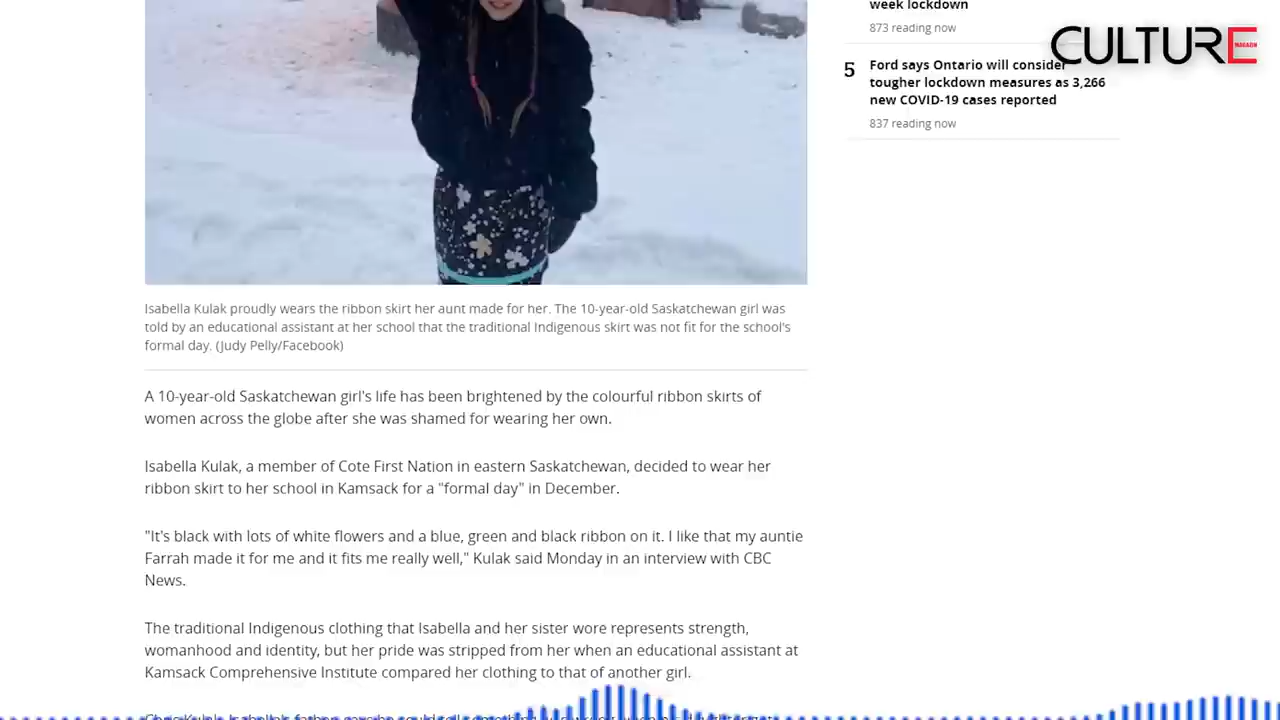 week lockdown
873 reading now
5
Ford says Ontario will consider
tougher lockdown measures as 3,266
new COVID-19 cases reported
837 reading now
CULTURE
MAGAZIN
Isabella Kulak proudly wears the ribbon skirt her aunt made for her. The 10-year-old Saskatchewan girl was
told by an educational assistant at her school that the traditional Indigenous skirt was not fit for the school's
formal day. (Judy Pelly/Facebook)
A 10-year-old Saskatchewan girl's life has been brightened by the colourful ribbon skirts of
women across the globe after she was shamed for wearing her own.
Isabella Kulak, a member of Cote First Nation in eastern Saskatchewan, decided to wear her
ribbon skirt to her school in Kamsack for a "formal day" in December.
"It's black with lots of white flowers and a blue, green and black ribbon on it. I like that my auntie
Farrah made it for me and it fits me really well," Kulak said Monday in an interview with CBC
News.
The traditional Indigenous clothing that Isabella and her sister wore represents strength,
womanhood and identity, but her pride was stripped from her when an educational assistant at
Kamsack Comprehensive Institute compared her clothing to that of another girl.